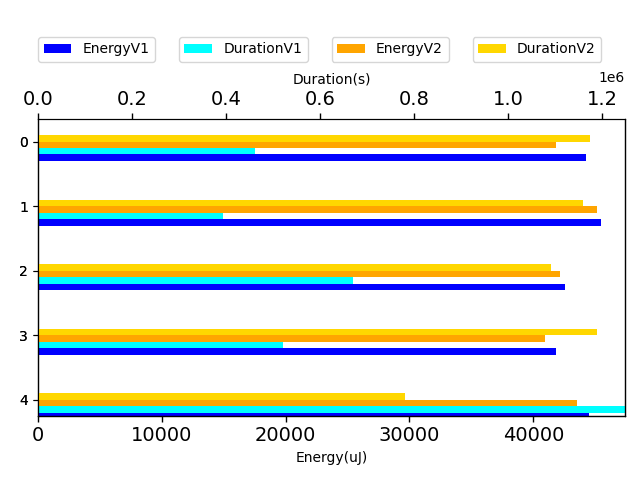 EnergyV1 DurationV1 EnergyV2 DurationV2
Duration(s)
1e6
0.0 0.2 0.4 0.6 0.8 1.0 1.2
0
1
2
3
4
0 10000 20000 30000 40000
Energy(uJ)